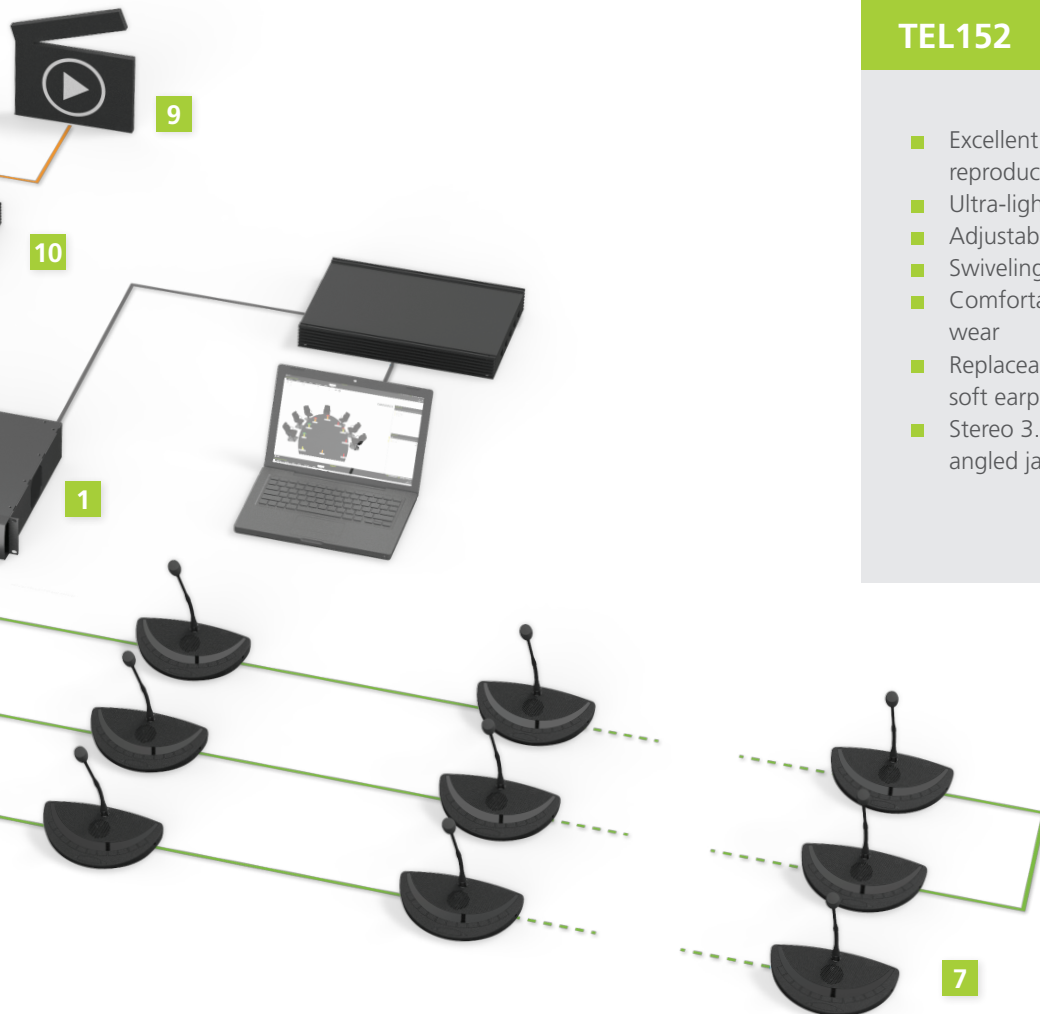 TEL152
9
Excellent
reproduc
Ultra-ligh
Adjustab
Swiveling
Comforta
wear
Replacea
soft earp
Stereo 3.
angled ja
10
1
7